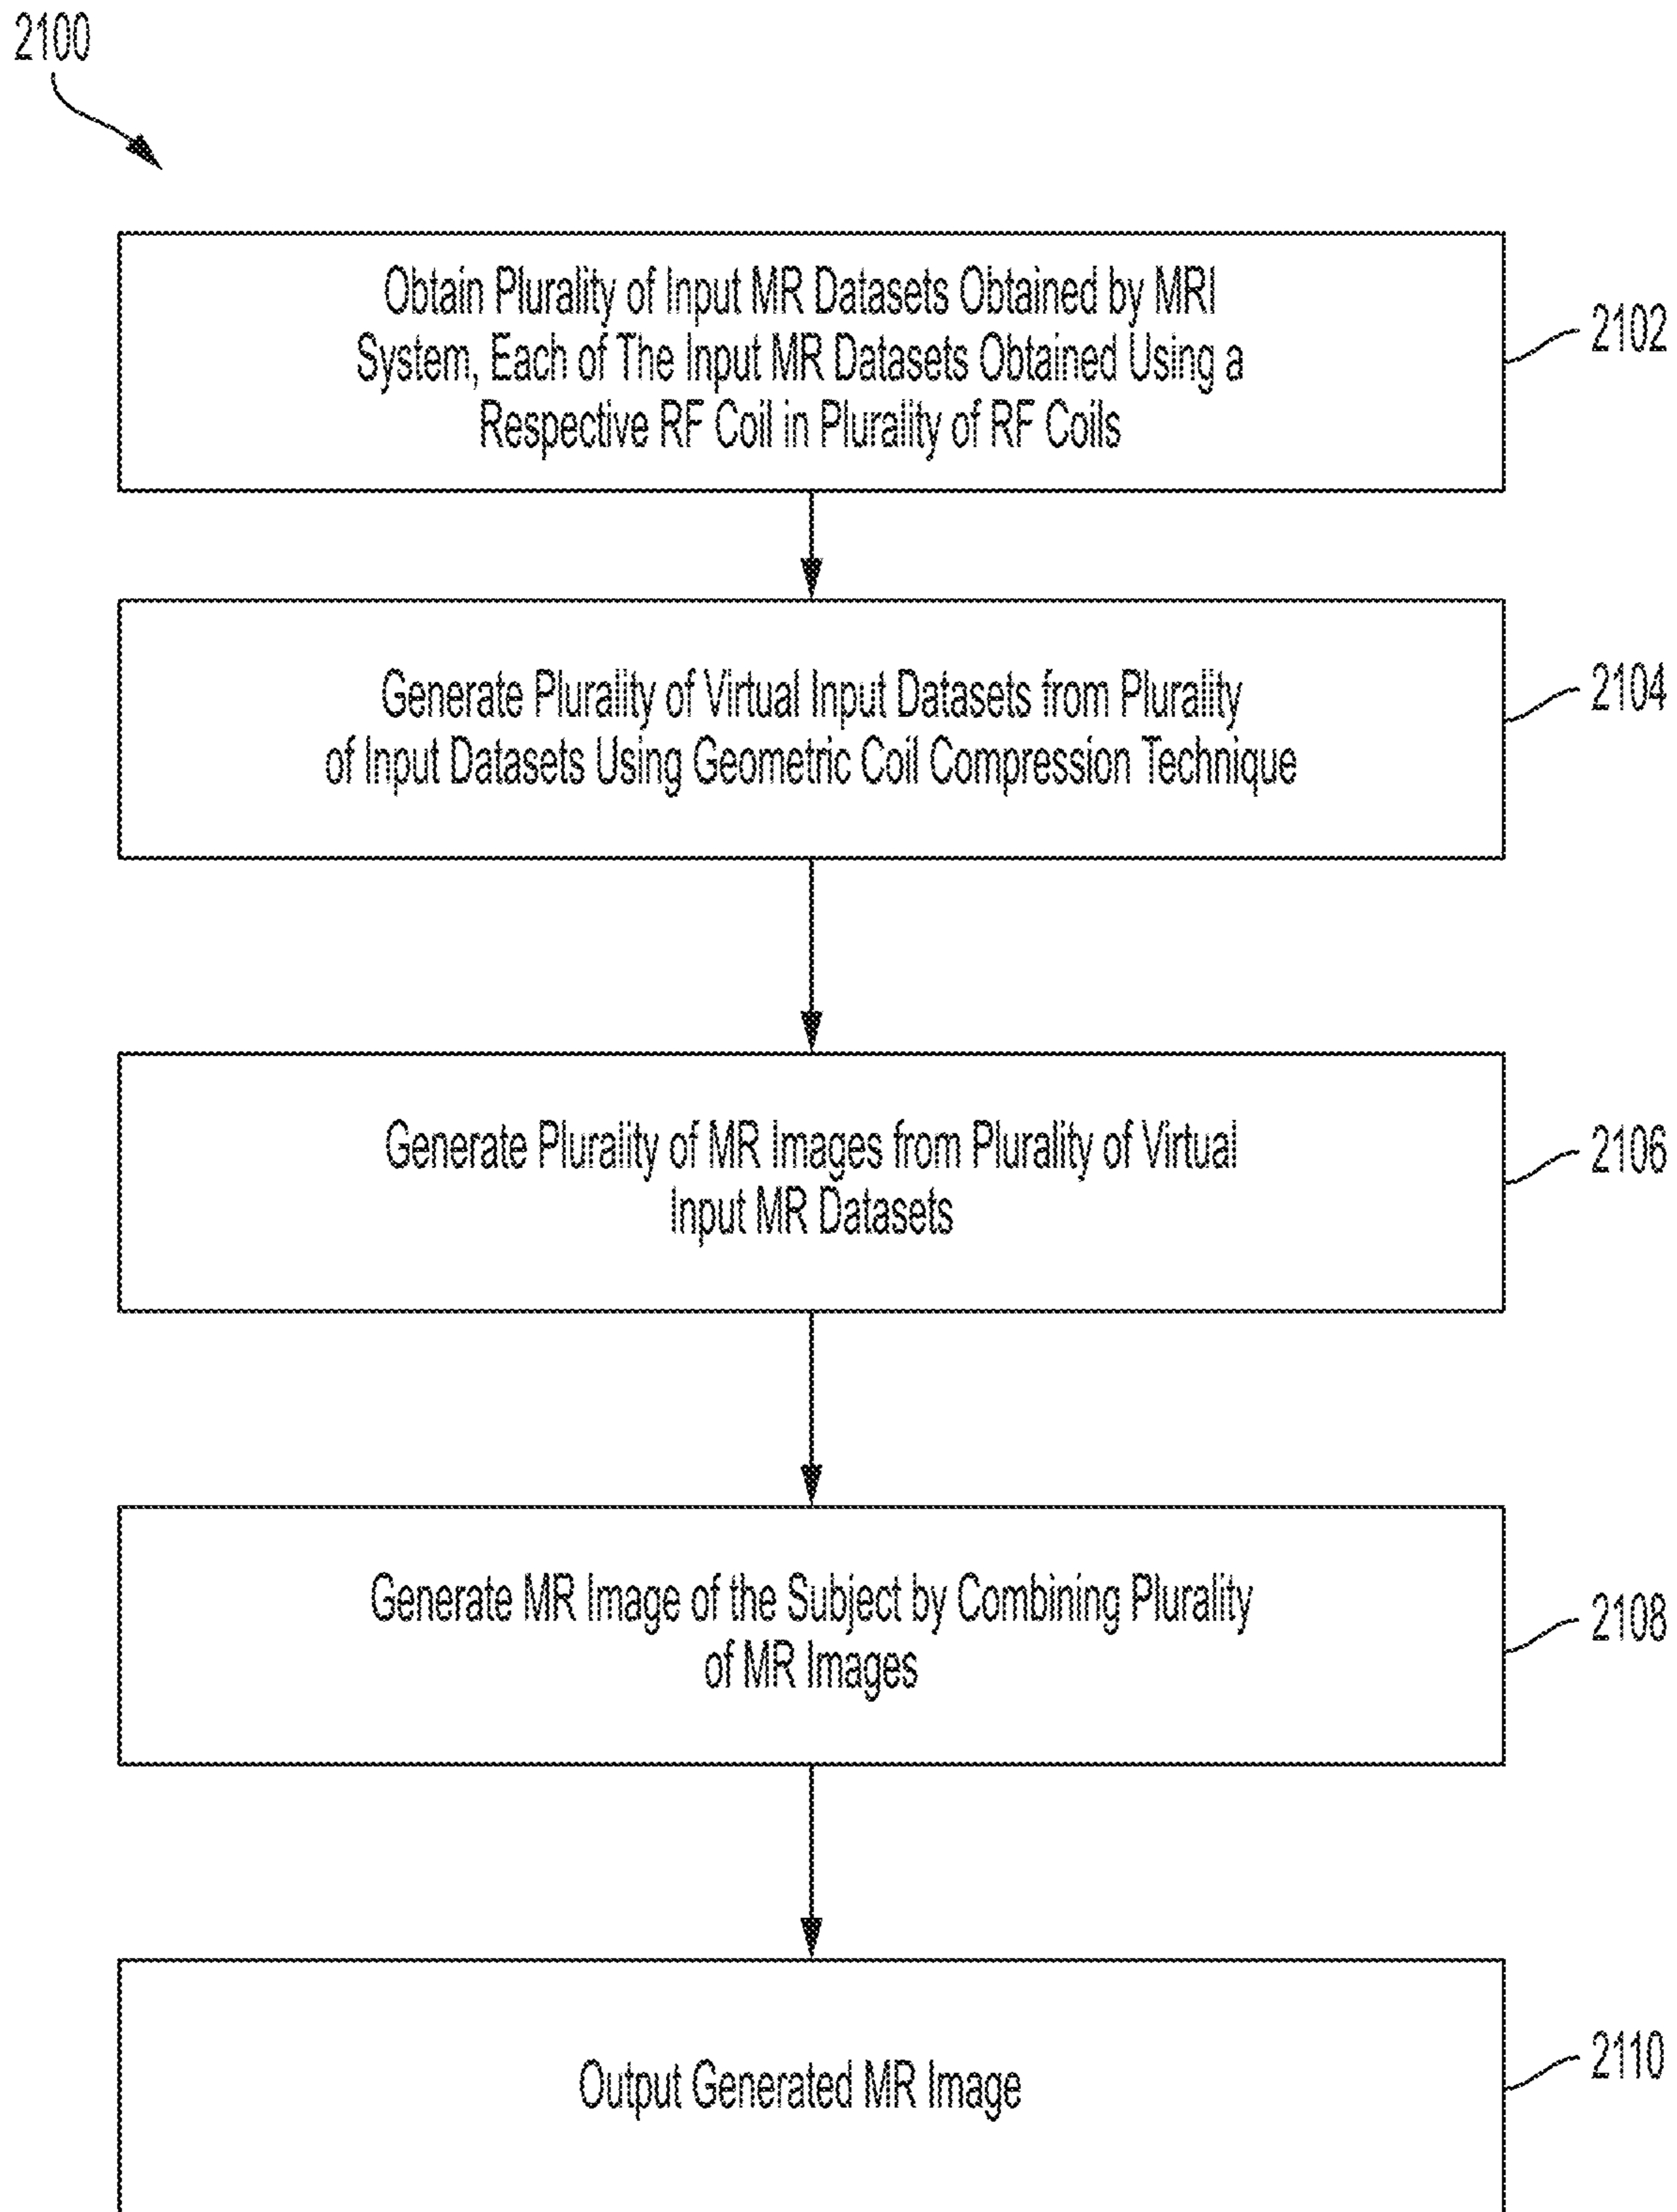 2100
Obtain Plurality of Input MR Datasets Obtained by MRI
System, Each of The Input MR Datasets Obtained Using a
Respective RF Coil in Plurality of RF Coils
2102
Generate Plurality of Virtual Input Datasets from Plurality
of Input Datasets Using Geometric Coil Compression Technique
2104
Generate Plurality of MR Images from Plurality of Virtual
Input MR Datasets
2106
Generate MR Image of the Subject by Combining Plurality
of MR Images
2108
Output Generated MR Image
2110